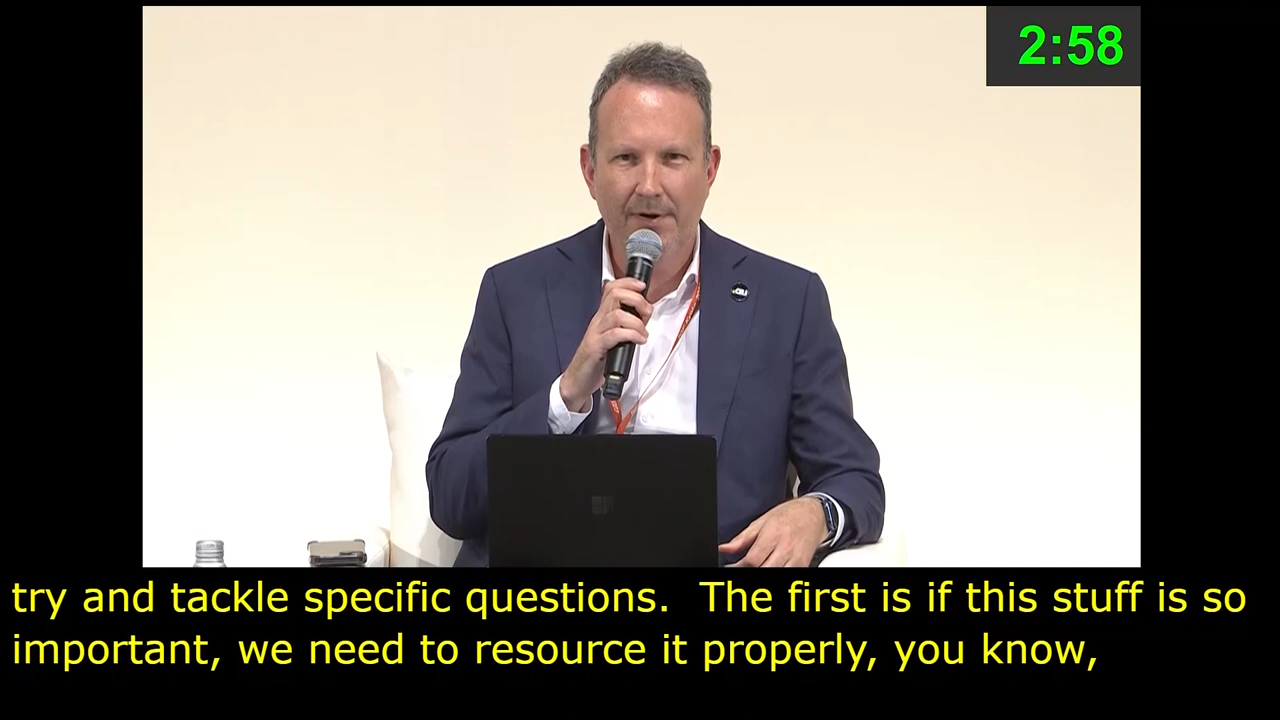 2:58
.au
try and tackle specific questions.  The first is if this stuff is so
important, we need to resource it properly, you know,